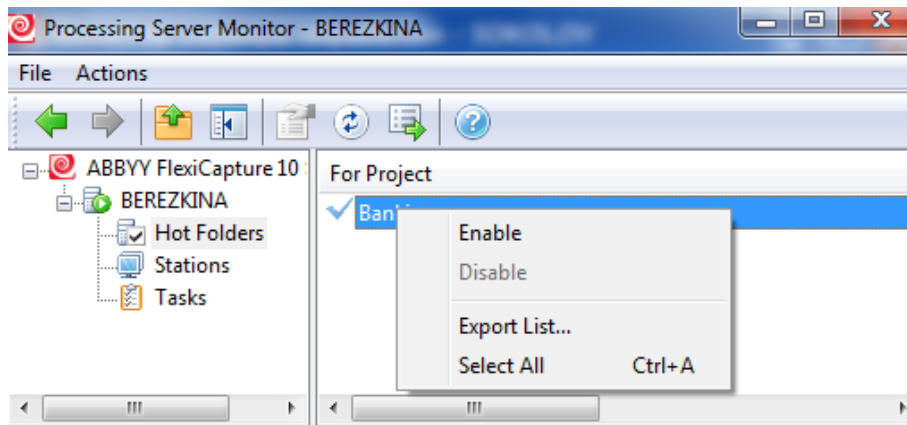 Processing Server Monitor - BEREZKINA
File Actions
ABBYY FlexiCapture 10
For Project
BEREZKINA
Hot Folders
Stations
Tasks
Enable
Disable
Export List...
Select All Ctrl+A